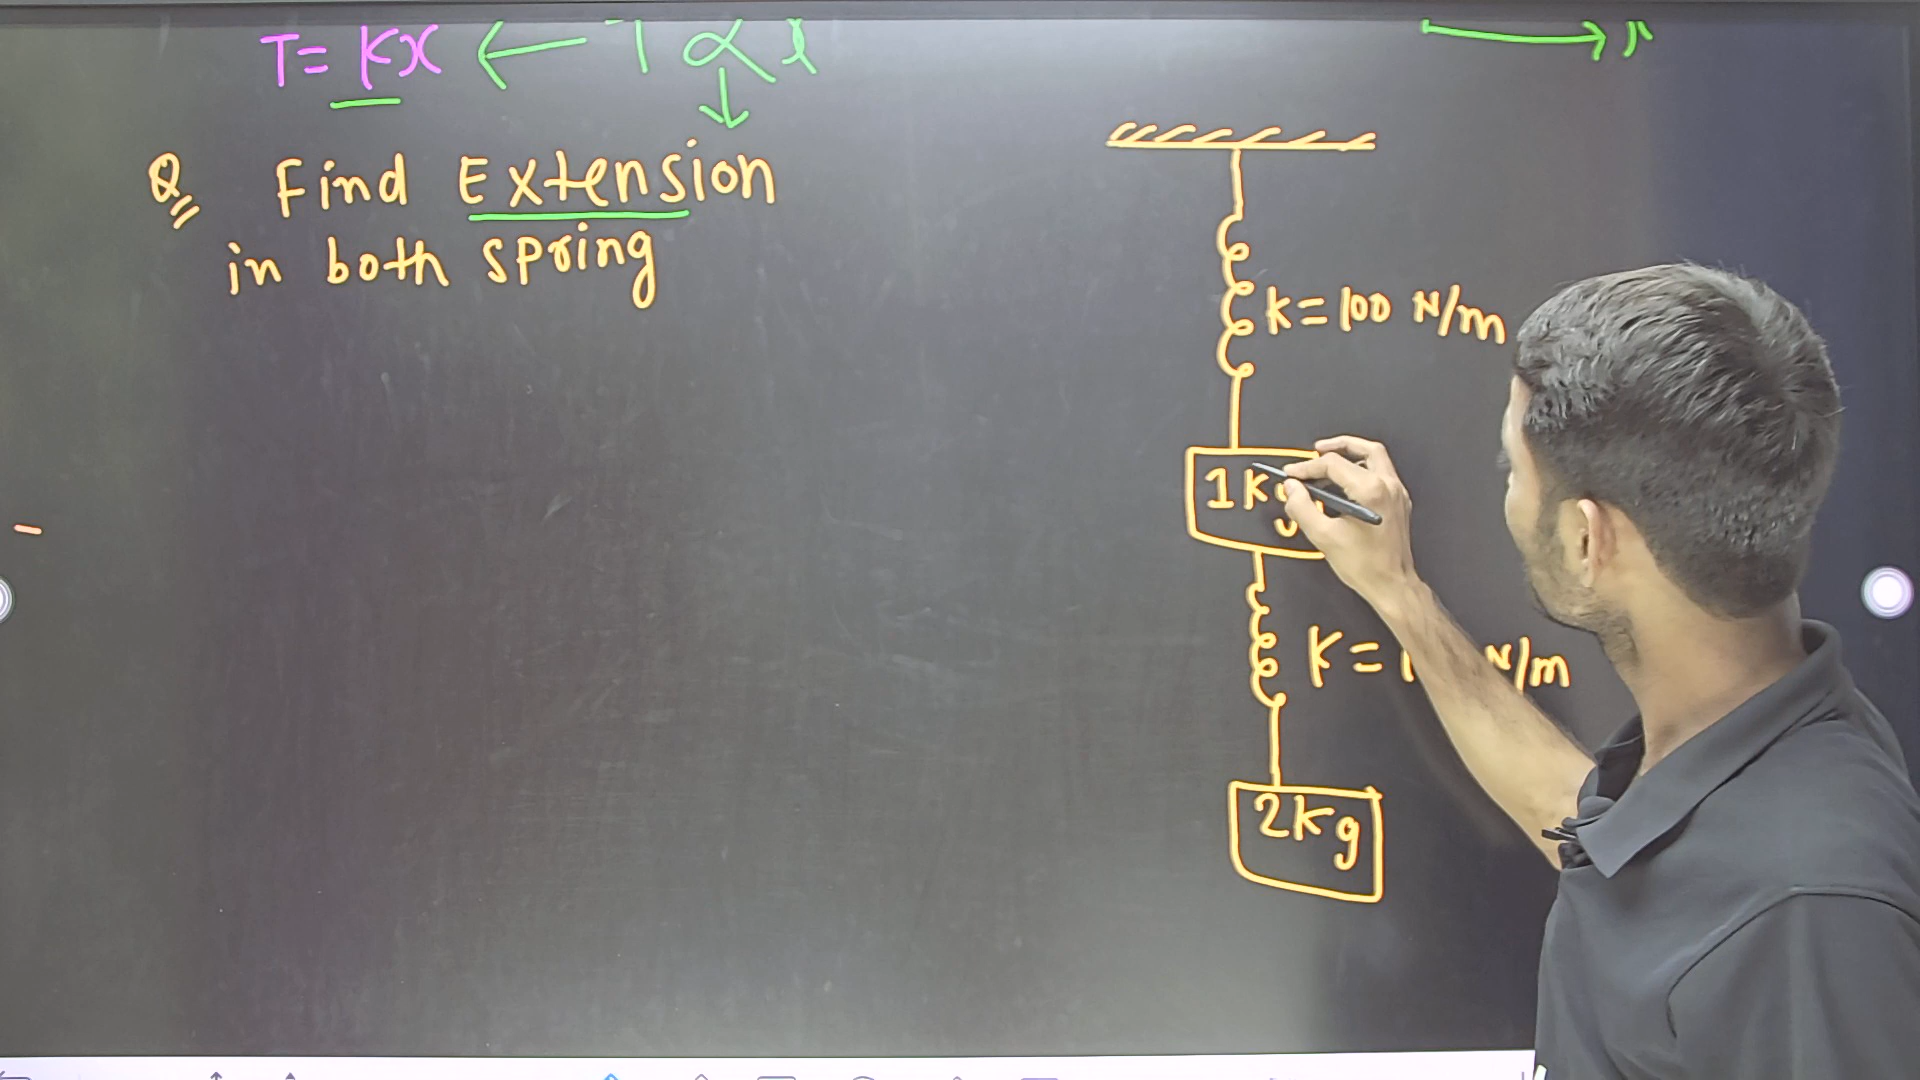 T = Kx ← T ∝ x
Q Find Extension
in both spring
K = 100 N/m
1 Kg
K = N/m
2 Kg